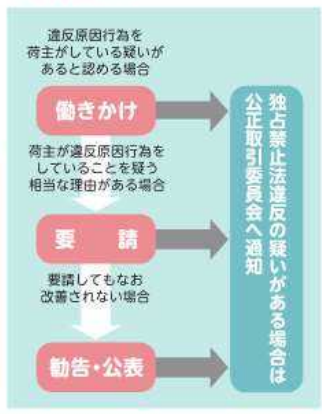 違反原因行為を
荷主がしている疑いが
あると認める場合
働きかけ
荷主が違反原因行為を
していることを疑う
相当な理由がある場合
要　請
要請してもなお
改善されない場合
勧告・公表
独占禁止法違反の疑いがある場合は
公正取引委員会へ通知